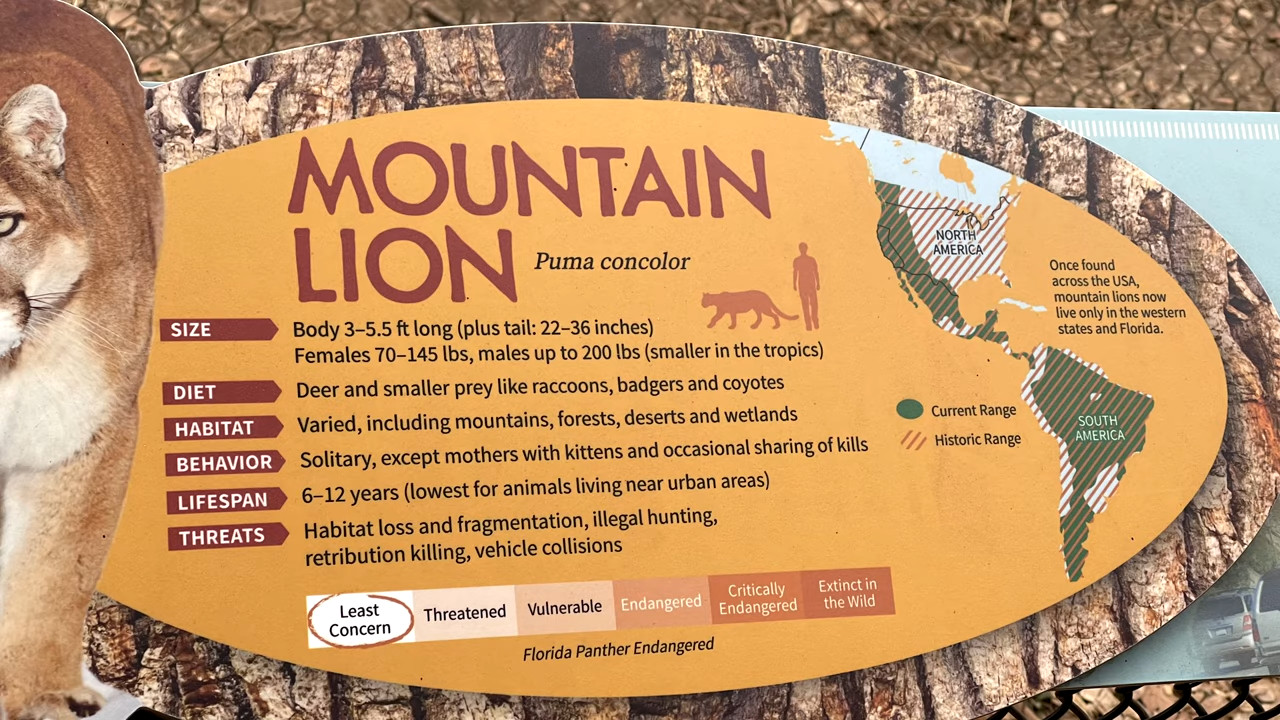 MOUNTAIN
LION
Puma concolor
SIZE
Body 3–5.5 ft long (plus tail: 22–36 inches)
Females 70–145 lbs, males up to 200 lbs (smaller in the tropics)
DIET
Deer and smaller prey like raccoons, badgers and coyotes
HABITAT
Varied, including mountains, forests, deserts and wetlands
BEHAVIOR
Solitary, except mothers with kittens and occasional sharing of kills
LIFESPAN
6–12 years (lowest for animals living near urban areas)
THREATS
Habitat loss and fragmentation, illegal hunting,
retribution killing, vehicle collisions
Least
Concern
Threatened
Vulnerable
Endangered
Critically
Endangered
Extinct in
the Wild
Florida Panther Endangered
NORTH
AMERICA
Once found
across the USA,
mountain lions now
live only in the western
states and Florida.
Current Range
Historic Range
SOUTH
AMERICA